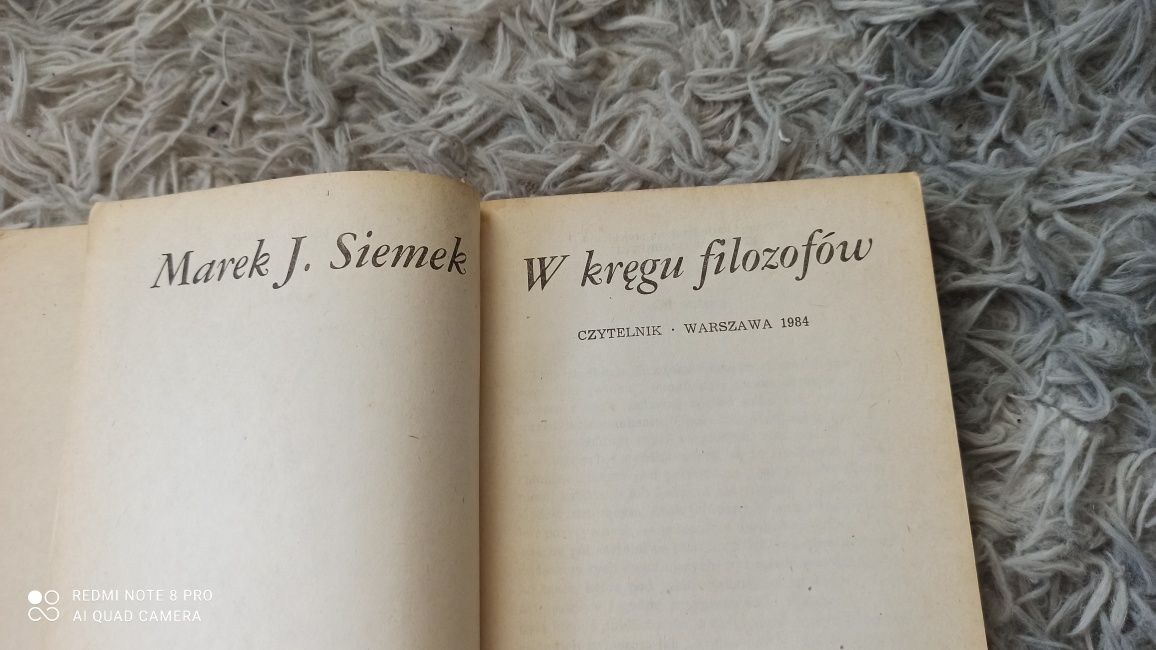 Marek J. Siemek
W kręgu filozofów
CZYTELNIK · WARSZAWA 1984
REDMI NOTE 8 PRO
AI QUAD CAMERA